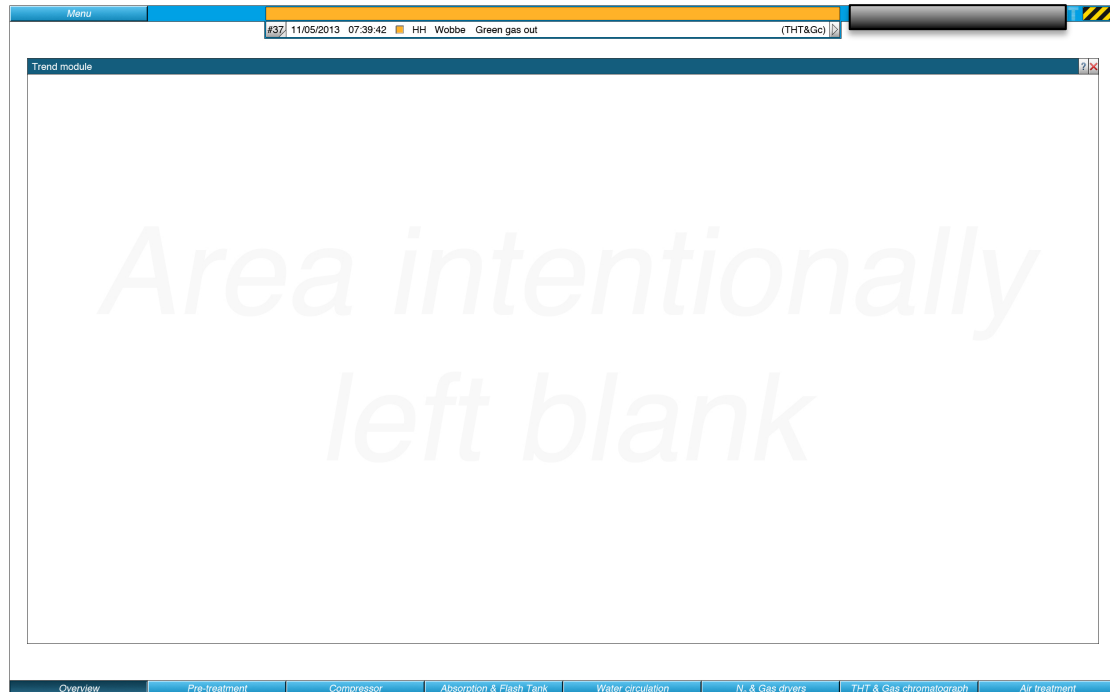 Menu
#37 11/05/2013 07:39:42 HH Wobbe Green gas out (THT&Gc)
Trend module ?
Area intentionally
left blank
Overview Pre-treatment Compressor Absorption & Flash Tank Water circulation N₂ & Gas dryers THT & Gas chromatograph Air treatment